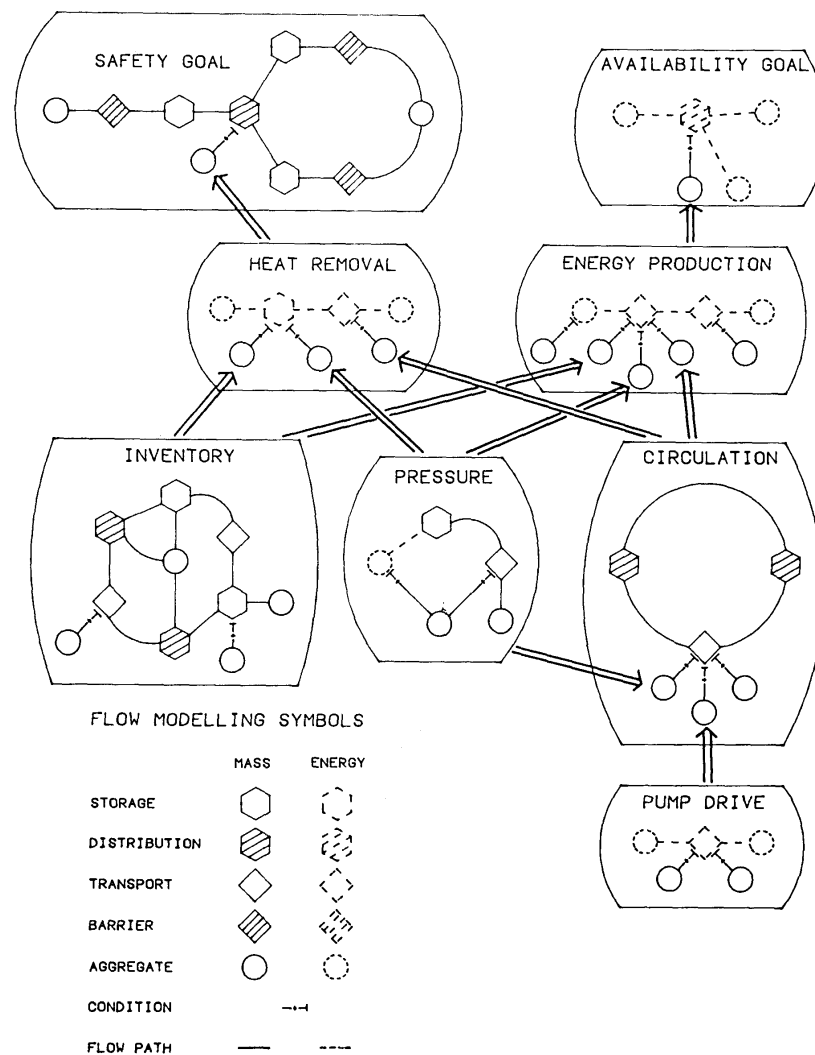 SAFETY GOAL
AVAILABILITY GOAL
HEAT REMOVAL
ENERGY PRODUCTION
INVENTORY
PRESSURE
CIRCULATION
PUMP DRIVE
FLOW MODELLING SYMBOLS
MASS ENERGY
STORAGE
DISTRIBUTION
TRANSPORT
BARRIER
AGGREGATE
CONDITION
FLOW PATH